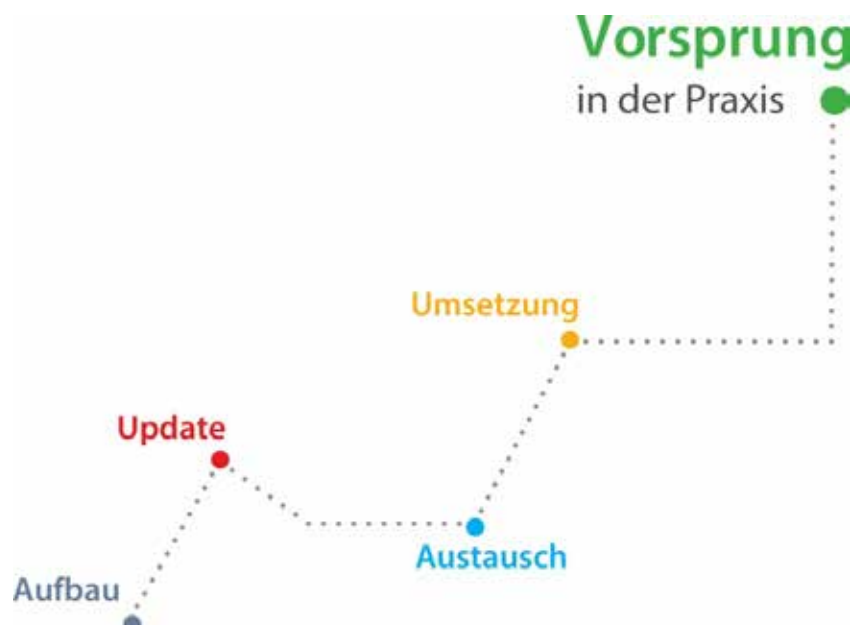 Vorsprung
in der Praxis
Umsetzung
Update
Austausch
Aufbau